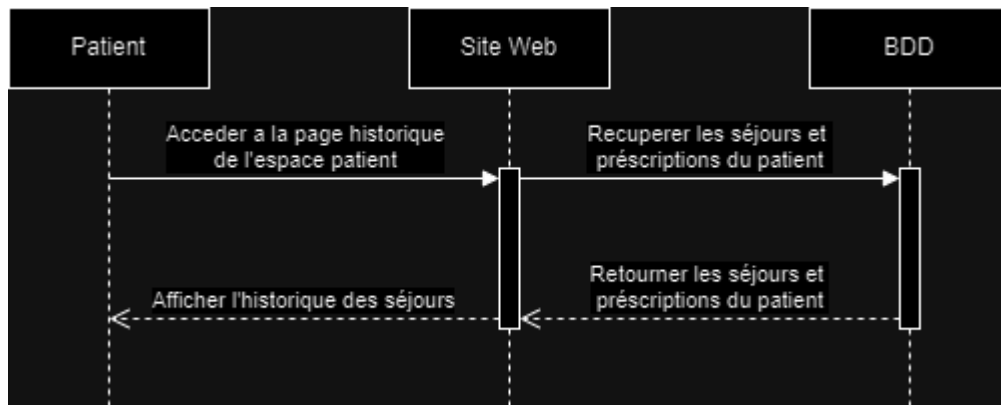 Patient
Site Web
BDD
Acceder a la page historique
de l'espace patient
Recuperer les séjours et
préscriptions du patient
Afficher l'historique des séjours
Retourner les séjours et
préscriptions du patient